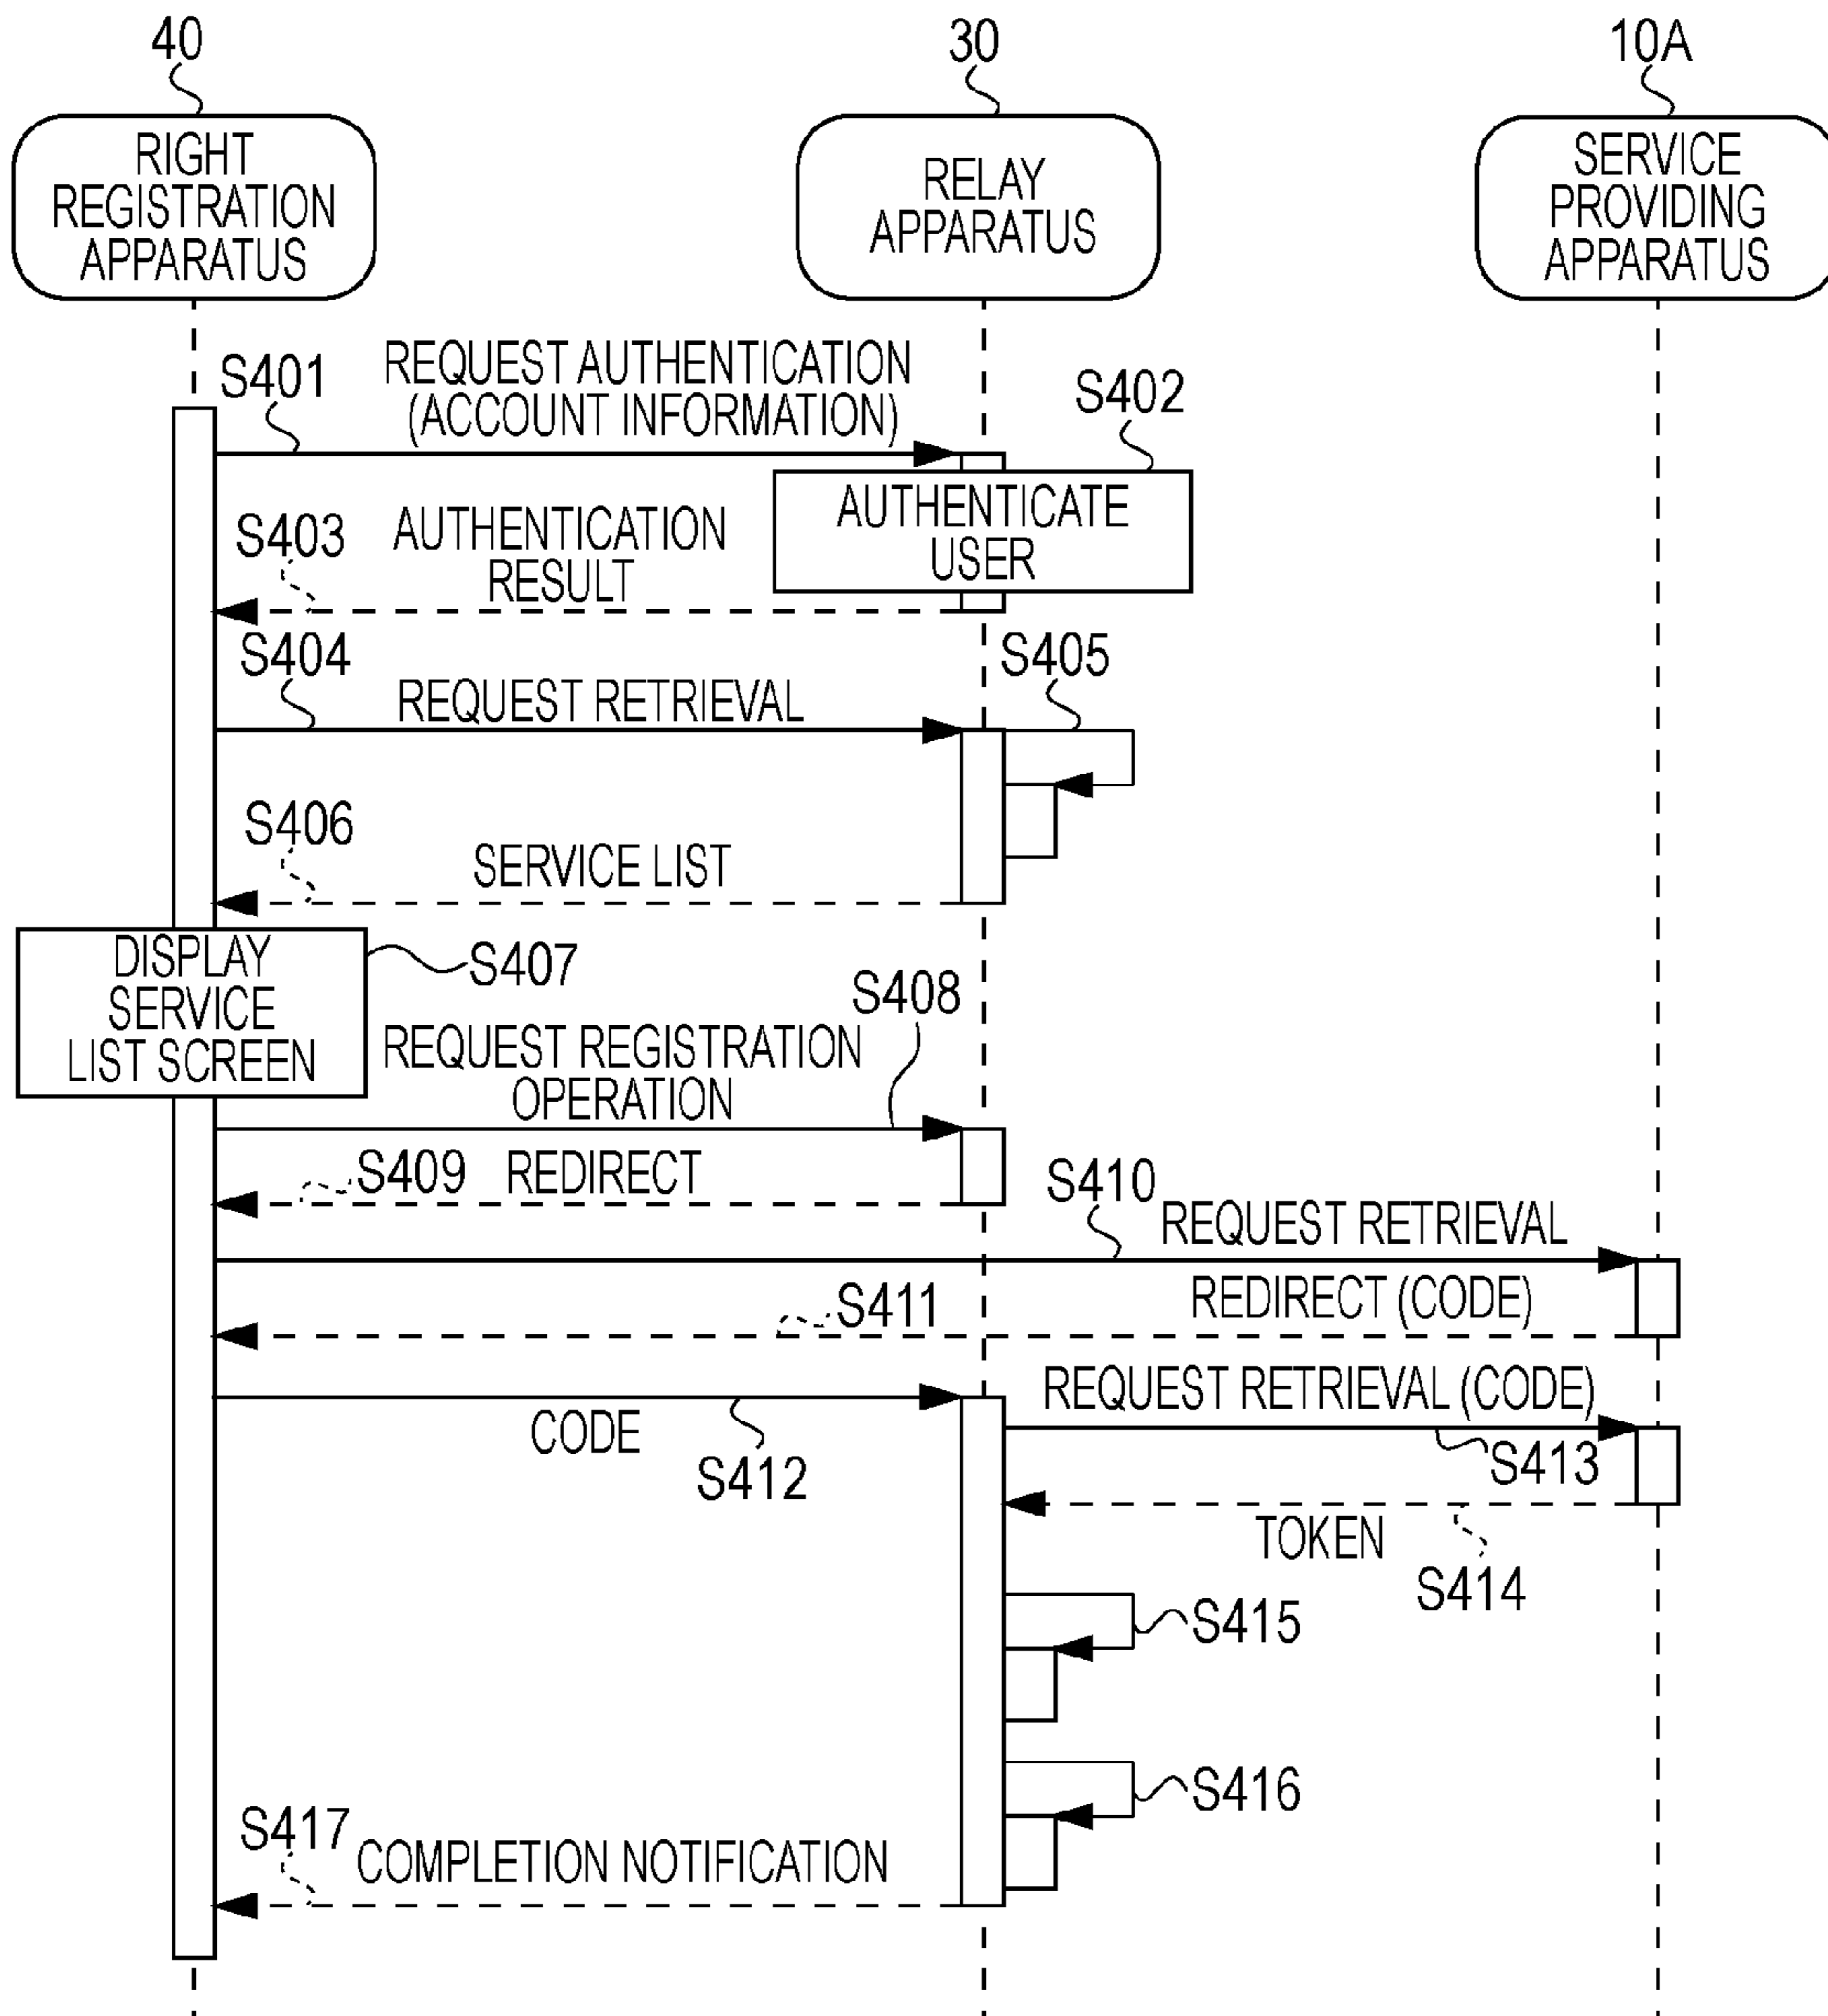 40
30
10A
RIGHT
REGISTRATION
APPARATUS
RELAY
APPARATUS
SERVICE
PROVIDING
APPARATUS
S401
REQUEST AUTHENTICATION
(ACCOUNT INFORMATION)
S402
AUTHENTICATE
USER
S403
AUTHENTICATION
RESULT
S404
REQUEST RETRIEVAL
S405
S406
SERVICE LIST
DISPLAY
SERVICE
LIST SCREEN
S407
S408
REQUEST REGISTRATION
OPERATION
S409
REDIRECT
S410
REQUEST RETRIEVAL
S411
REDIRECT (CODE)
CODE
S412
REQUEST RETRIEVAL (CODE)
S413
TOKEN
S414
S415
S416
S417
COMPLETION NOTIFICATION